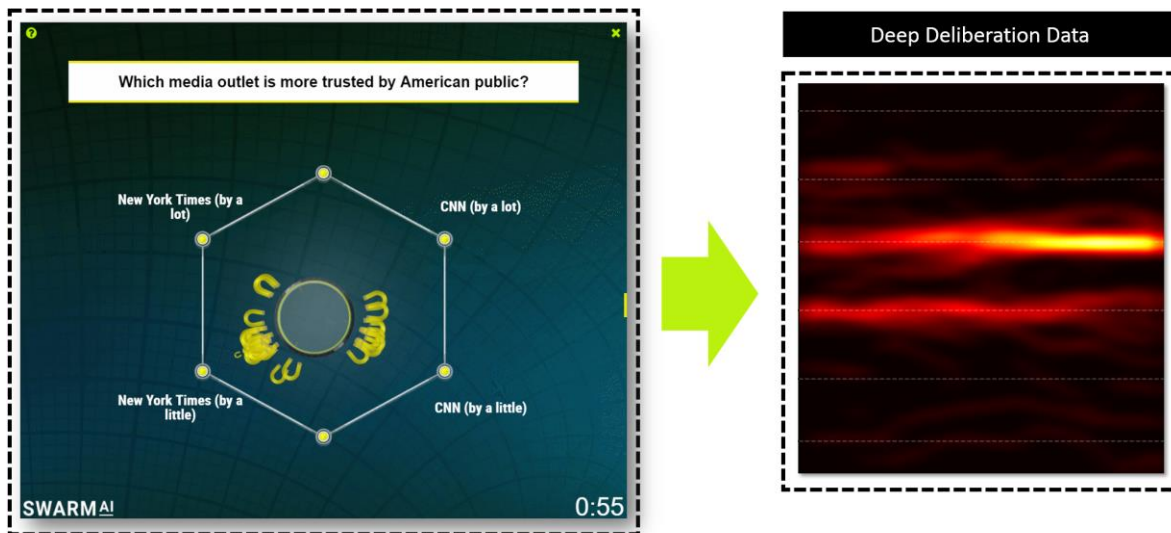 Deep Deliberation Data
?
x
Which media outlet is more trusted by American public?
New York Times (by a
lot)
CNN (by a lot)
New York Times (by a
little)
CNN (by a little)
SWARM AI
0:55